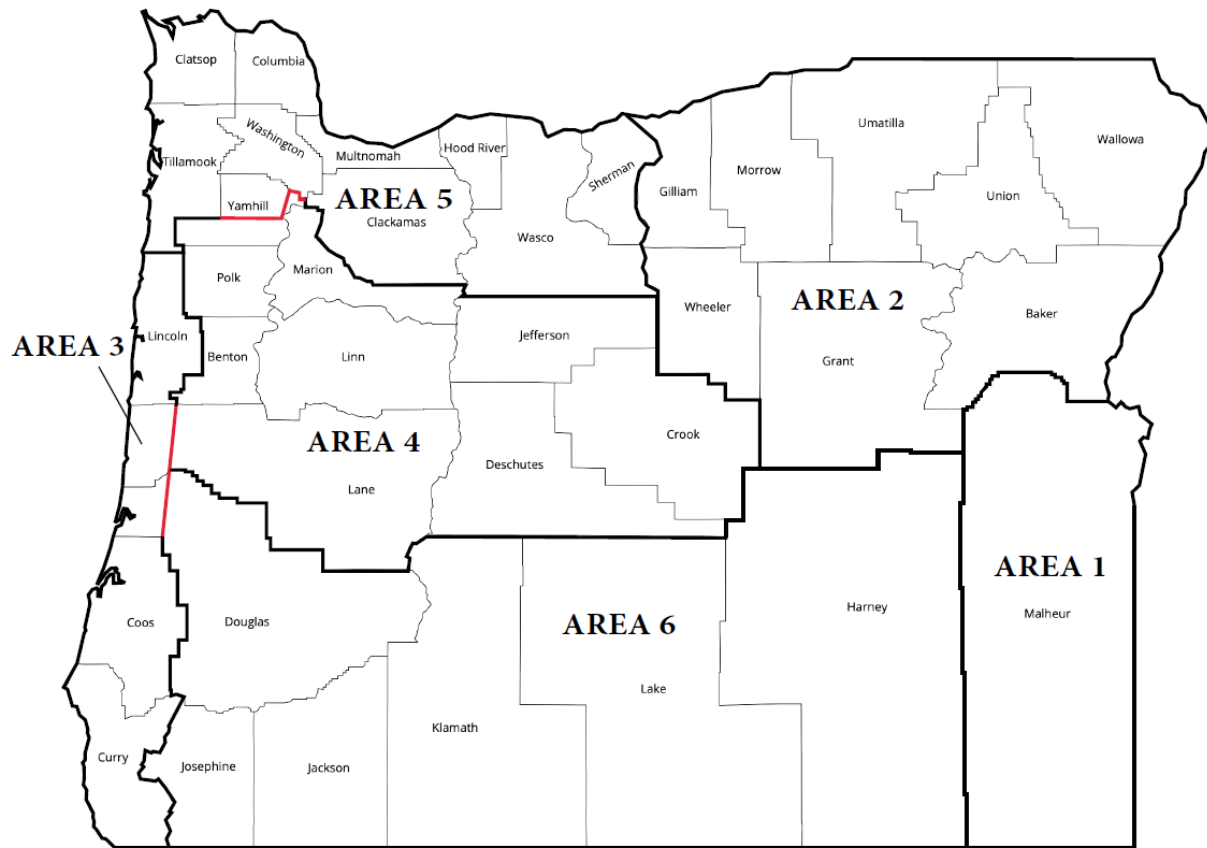 Clatsop
Columbia
Washington
Tillamook
Multnomah
Hood River
Sherman
Gilliam
Morrow
Umatilla
Wallowa
Union
Yamhill
AREA 5
Clackamas
Wasco
Polk
Marion
Wheeler
AREA 2
Baker
Grant
AREA 3
Lincoln
Benton
Linn
Jefferson
Crook
AREA 4
Deschutes
Lane
AREA 1
Malheur
Coos
Douglas
AREA 6
Harney
Lake
Klamath
Curry
Josephine
Jackson